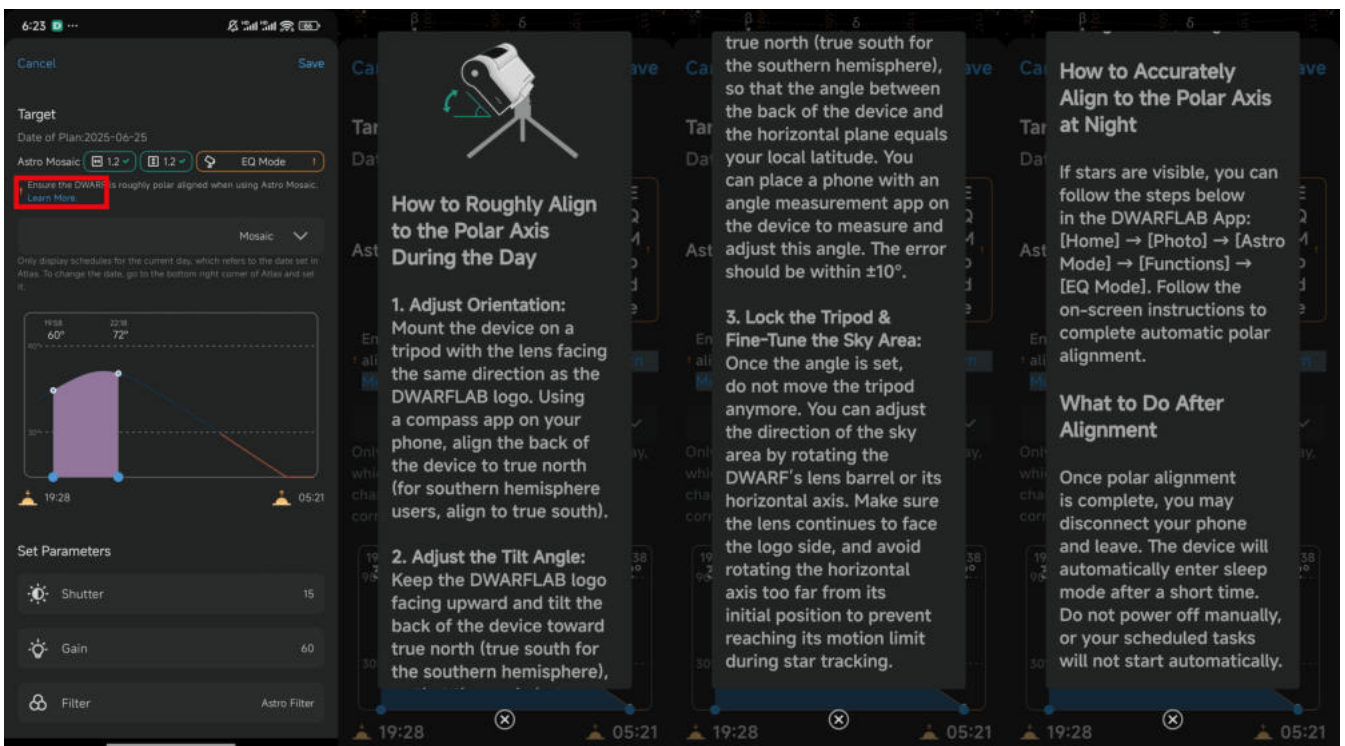 6:23 D ...
66
Cancel
Save
Target
Date of Plan:2025-06-25
Astro Mosaic
1.2
1.2
EQ Mode
!
! Ensure the DWARF is roughly polar aligned when using Astro Mosaic.
Learn More.
Mosaic
Only display schedules for the current day, which refers to the date set in
Atlas. To change the date, go to the bottom right corner of Atlas and set
it.
19:58
60°
22:18
72°
30°
19:28
05:21
Set Parameters
Shutter
15
Gain
60
Filter
Astro Filter
How to Roughly Align
to the Polar Axis
During the Day
1. Adjust Orientation:
Mount the device on a
tripod with the lens facing
the same direction as the
DWARFLAB logo. Using
a compass app on your
phone, align the back of
the device to true north
(for southern hemisphere
users, align to true south).
2. Adjust the Tilt Angle:
Keep the DWARFLAB logo
facing upward and tilt the
back of the device toward
true north (true south for
the southern hemisphere),
19:28
05:21
true north (true south for
the southern hemisphere),
so that the angle between
the back of the device and
the horizontal plane equals
your local latitude. You
can place a phone with an
angle measurement app on
the device to measure and
adjust this angle. The error
should be within ±10°.
3. Lock the Tripod &
Fine-Tune the Sky Area:
Once the angle is set,
do not move the tripod
anymore. You can adjust
the direction of the sky
area by rotating the
DWARF's lens barrel or its
horizontal axis. Make sure
the lens continues to face
the logo side, and avoid
rotating the horizontal
axis too far from its
initial position to prevent
reaching its motion limit
during star tracking.
19:28
05:21
How to Accurately
Align to the Polar Axis
at Night
If stars are visible, you can
follow the steps below
in the DWARFLAB App:
[Home] → [Photo] → [Astro
Mode] → [Functions] →
[EQ Mode]. Follow the
on-screen instructions to
complete automatic polar
alignment.
What to Do After
Alignment
Once polar alignment
is complete, you may
disconnect your phone
and leave. The device will
automatically enter sleep
mode after a short time.
Do not power off manually,
or your scheduled tasks
will not start automatically.
19:28
05:21